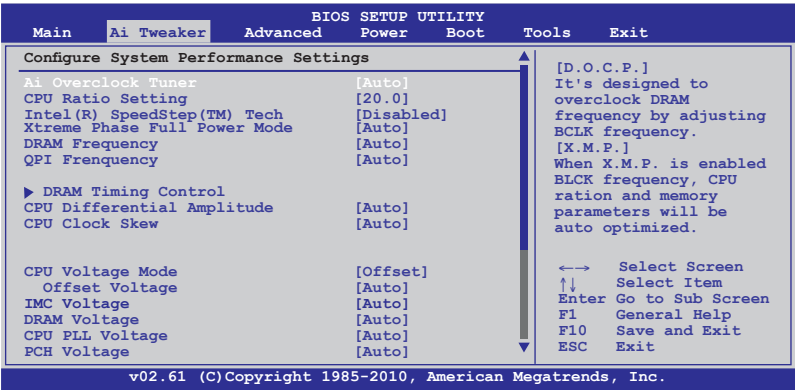 BIOS SETUP UTILITY
Main Ai Tweaker Advanced Power Boot Tools Exit
Configure System Performance Settings
Ai Overclock Tuner [Auto]
CPU Ratio Setting [20.0]
Intel(R) SpeedStep(TM) Tech [Disabled]
Xtreme Phase Full Power Mode [Auto]
DRAM Frequency [Auto]
QPI Frenquency [Auto]
▶ DRAM Timing Control
CPU Differential Amplitude [Auto]
CPU Clock Skew [Auto]
CPU Voltage Mode [Offset]
Offset Voltage [Auto]
IMC Voltage [Auto]
DRAM Voltage [Auto]
CPU PLL Voltage [Auto]
PCH Voltage [Auto]
[D.O.C.P.]
It's designed to
overclock DRAM
frequency by adjusting
BCLK frequency.
[X.M.P.]
When X.M.P. is enabled
BLCK frequency, CPU
ration and memory
parameters will be
auto optimized.
←→ Select Screen
↑↓ Select Item
Enter Go to Sub Screen
F1 General Help
F10 Save and Exit
ESC Exit
v02.61 (C)Copyright 1985-2010, American Megatrends, Inc.